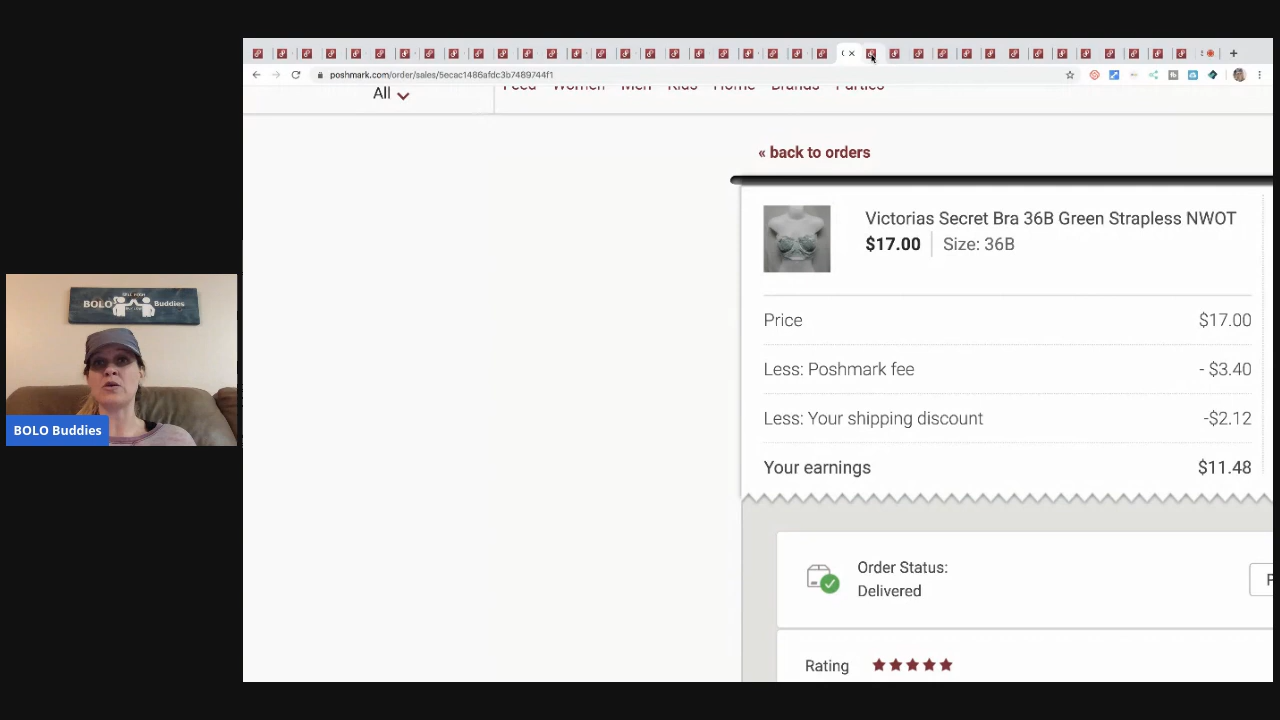 poshmark.com/order/sales/5ecac1486afdc3b7489744f1
All
Feed Women Men Kids Home Brands Parties
« back to orders
Victorias Secret Bra 36B Green Strapless NWOT
$17.00 Size: 36B
Price $17.00
Less: Poshmark fee - $3.40
Less: Your shipping discount -$2.12
Your earnings $11.48
Order Status:
Delivered
Rating
BOLO Buddies
BOLO Buddies